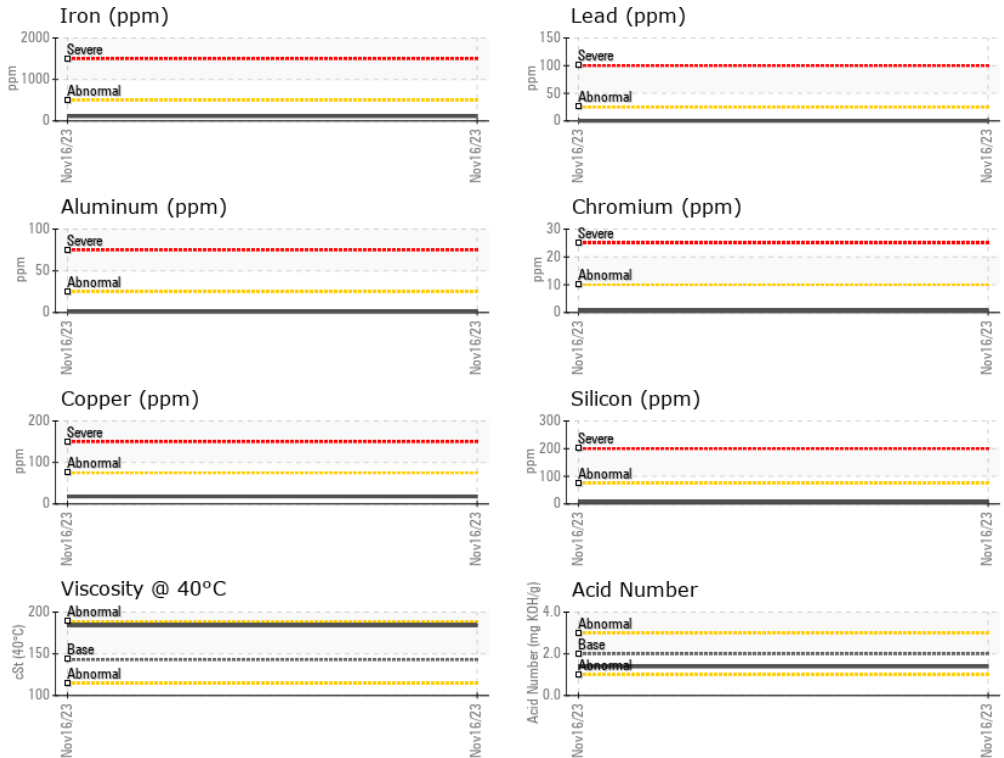 Iron (ppm)
2000
1000
0
ppm
Severe
Abnormal
Nov16/23
Nov16/23
Lead (ppm)
150
100
50
0
ppm
Severe
Abnormal
Nov16/23
Nov16/23
Aluminum (ppm)
100
50
0
ppm
Severe
Abnormal
Nov16/23
Nov16/23
Chromium (ppm)
30
20
10
0
ppm
Severe
Abnormal
Nov16/23
Nov16/23
Copper (ppm)
200
100
0
ppm
Severe
Abnormal
Nov16/23
Nov16/23
Silicon (ppm)
300
200
100
0
ppm
Severe
Abnormal
Nov16/23
Nov16/23
Viscosity @ 40°C
200
150
100
cSt (40°C)
Abnormal
Base
Abnormal
Nov16/23
Nov16/23
Acid Number
4.0
2.0
0.0
Acid Number (mg KOH/g)
Abnormal
Base
Abnormal
Nov16/23
Nov16/23